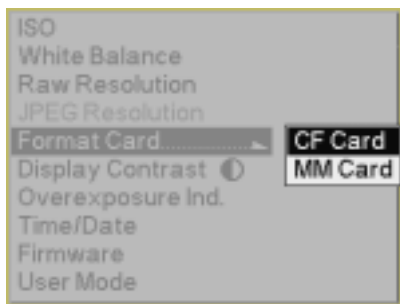 ISO
White Balance
Raw Resolution
JPEG Resolution
Format Card............... CF Card
Display Contrast MM Card
Overexposure Ind.
Time/Date
Firmware
User Mode